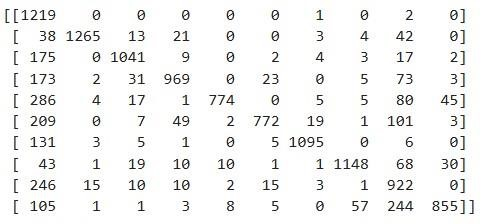 [[1219 0 0 0 0 0 1 0 2 0]
[ 38 1265 13 21 0 0 3 4 42 0]
[ 175 0 1041 9 0 2 4 3 17 2]
[ 173 2 31 969 0 23 0 5 73 3]
[ 286 4 17 1 774 0 5 5 80 45]
[ 209 0 7 49 2 772 19 1 101 3]
[ 131 3 5 1 0 5 1095 0 6 0]
[ 43 1 19 10 10 1 1 1148 68 30]
[ 246 15 10 10 2 15 3 1 922 0]
[ 105 1 1 3 8 5 0 57 244 855]]